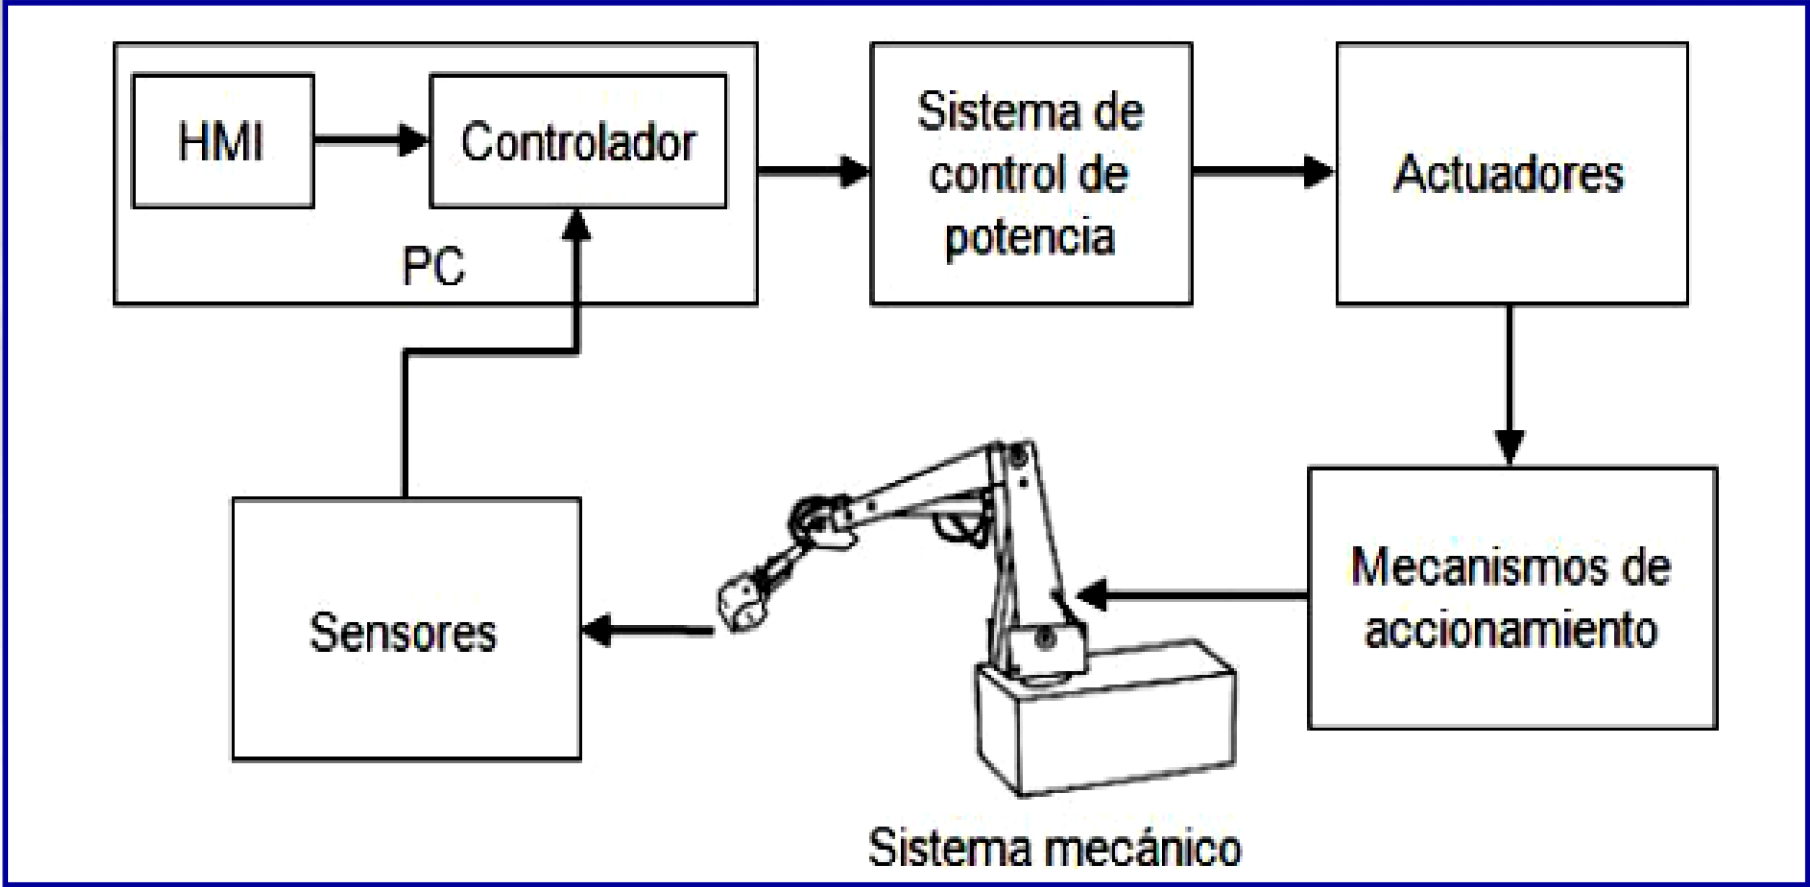 HMI
Controlador
PC
Sistema de
control de
potencia
Actuadores
Mecanismos de
accionamiento
Sistema mecánico
Sensores